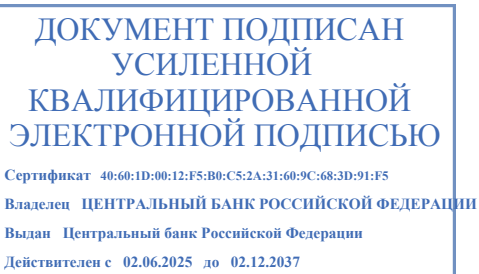 ДОКУМЕНТ ПОДПИСАН
УСИЛЕННОЙ
КВАЛИФИЦИРОВАННОЙ
ЭЛЕКТРОННОЙ ПОДПИСЬЮ
Сертификат 40:60:1D:00:12:F5:B0:C5:2A:31:60:9C:68:3D:91:F5
Владелец ЦЕНТРАЛЬНЫЙ БАНК РОССИЙСКОЙ ФЕДЕРАЦИИ
Выдан Центральный банк Российской Федерации
Действителен с 02.06.2025 до 02.12.2037